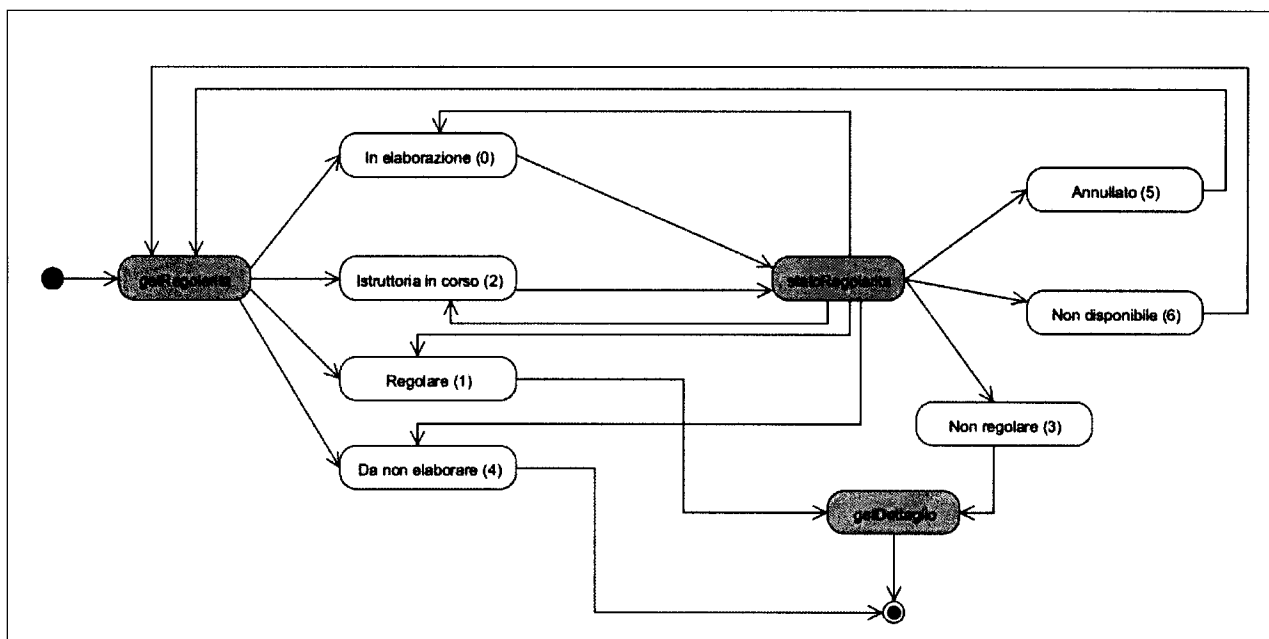 In elaborazione (0)
Annullato (5)
Istruttoria in corso (2)
Non disponibile (6)
Regolare (1)
Non regolare (3)
Da non elaborare (4)
getDettaglio